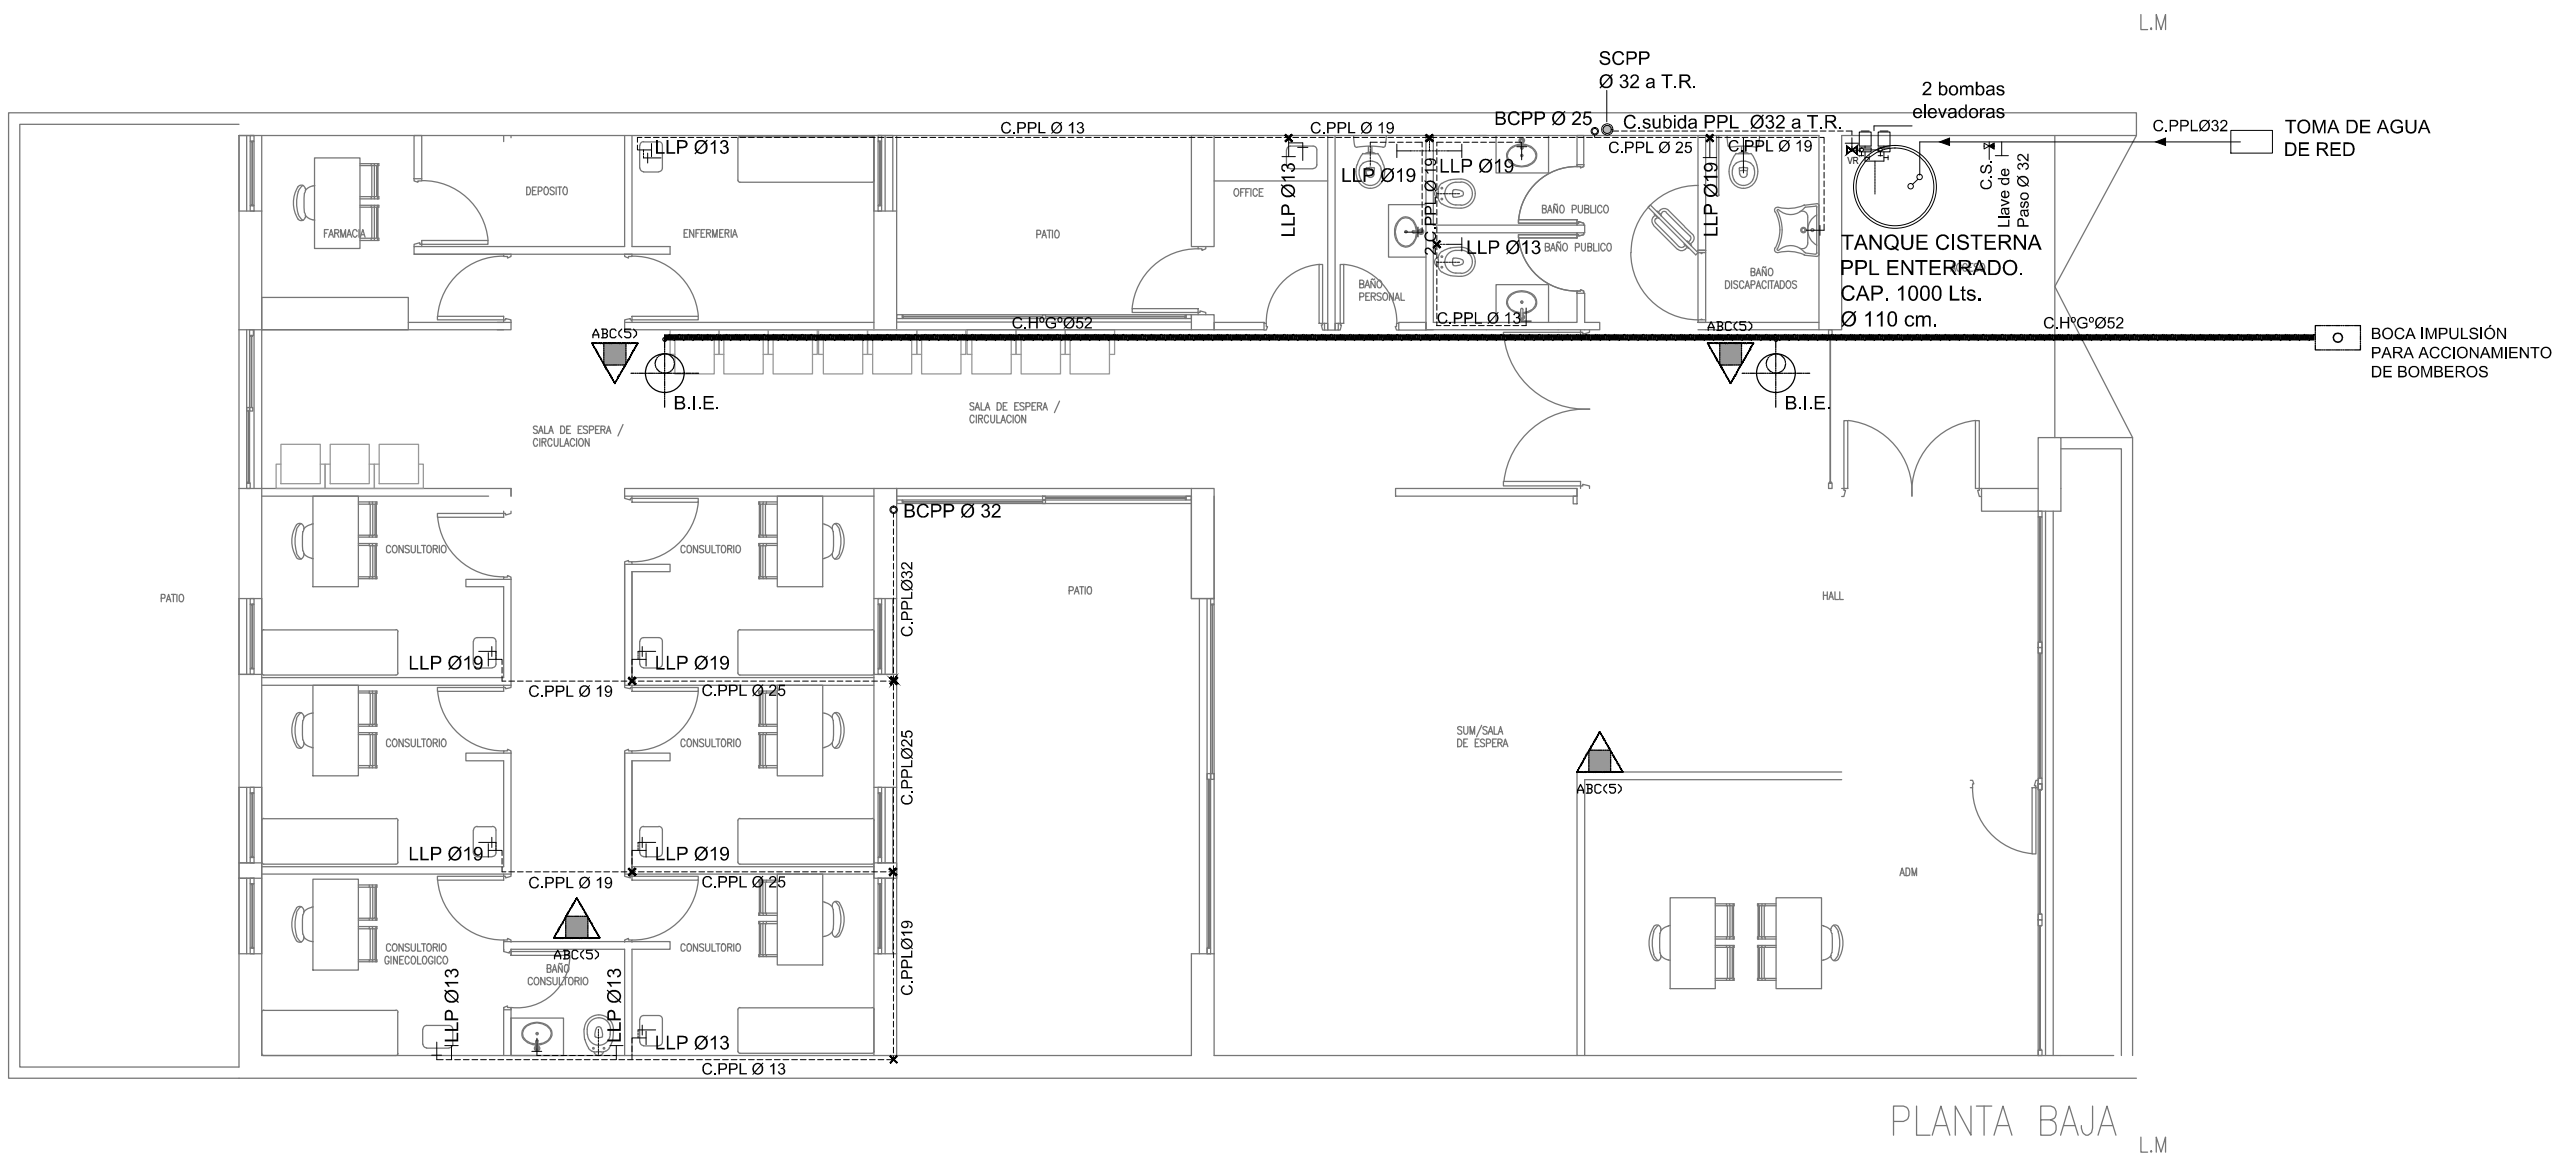 L.M
SCPP
Ø 32 a T.R.
2 bombas
elevadoras
BCPP Ø 25
C.subida PPL Ø32 a T.R.
C.PPLØ32
TOMA DE AGUA
DE RED
C.PPL Ø 13
C.PPL Ø 19
C.PPL Ø 25
C.PPL Ø 19
LLP Ø13
LLP Ø13
LLP Ø19
2 C.PPL Ø 19
LLP Ø19
LLP Ø19
VR
C.S.
Llave de
Paso Ø 32
DEPOSITO
OFFICE
FARMACIA
ENFERMERIA
PATIO
BAÑO PUBLICO
LLP Ø13
BAÑO PUBLICO
BAÑO
PERSONAL
BAÑO
DISCAPACITADOS
TANQUE CISTERNA
PPL ENTERRADO.
CAP. 1000 Lts.
Ø 110 cm.
C.PPL Ø 13
C.HºGºØ52
C.HºGºØ52
ABC(5)
ABC(5)
BOCA IMPULSIÓN
PARA ACCIONAMIENTO
DE BOMBEROS
B.I.E.
B.I.E.
SALA DE ESPERA /
CIRCULACION
SALA DE ESPERA /
CIRCULACION
BCPP Ø 32
CONSULTORIO
CONSULTORIO
C.PPLØ32
PATIO
PATIO
HALL
LLP Ø19
LLP Ø19
C.PPL Ø 19
C.PPL Ø 25
CONSULTORIO
CONSULTORIO
C.PPLØ25
SUM/SALA
DE ESPERA
ABC(5)
LLP Ø19
LLP Ø19
C.PPL Ø 19
C.PPL Ø 25
ADM
CONSULTORIO
GINECOLOGICO
ABC(5)
BAÑO
CONSULTORIO
CONSULTORIO
C.PPLØ19
LLP Ø13
LLP Ø13
LLP Ø13
C.PPL Ø 13
PLANTA BAJA
L.M